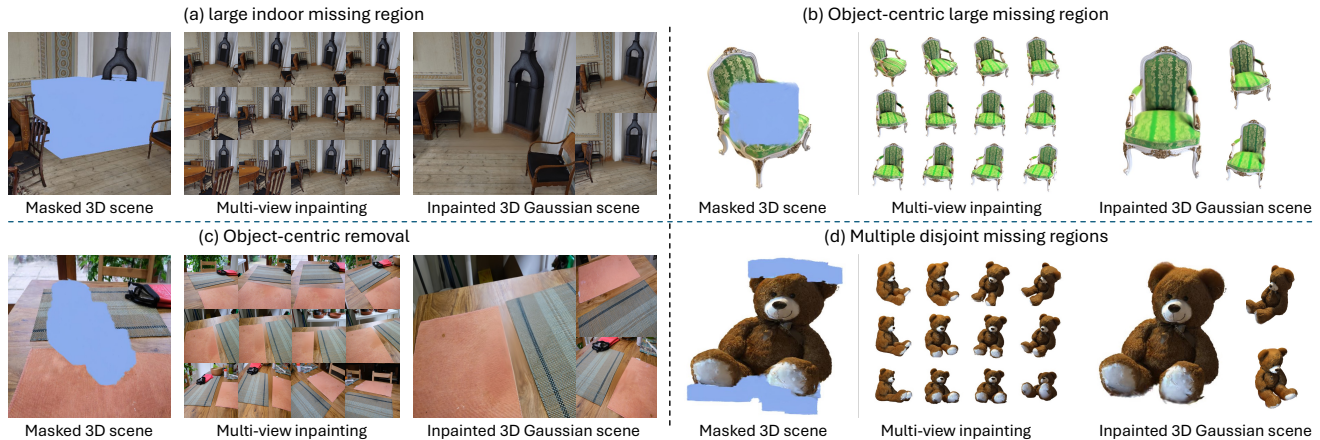 (a) large indoor missing region
Masked 3D scene
Multi-view inpainting
Inpainted 3D Gaussian scene
(b) Object-centric large missing region
Masked 3D scene
Multi-view inpainting
Inpainted 3D Gaussian scene
(c) Object-centric removal
Masked 3D scene
Multi-view inpainting
Inpainted 3D Gaussian scene
(d) Multiple disjoint missing regions
Masked 3D scene
Multi-view inpainting
Inpainted 3D Gaussian scene